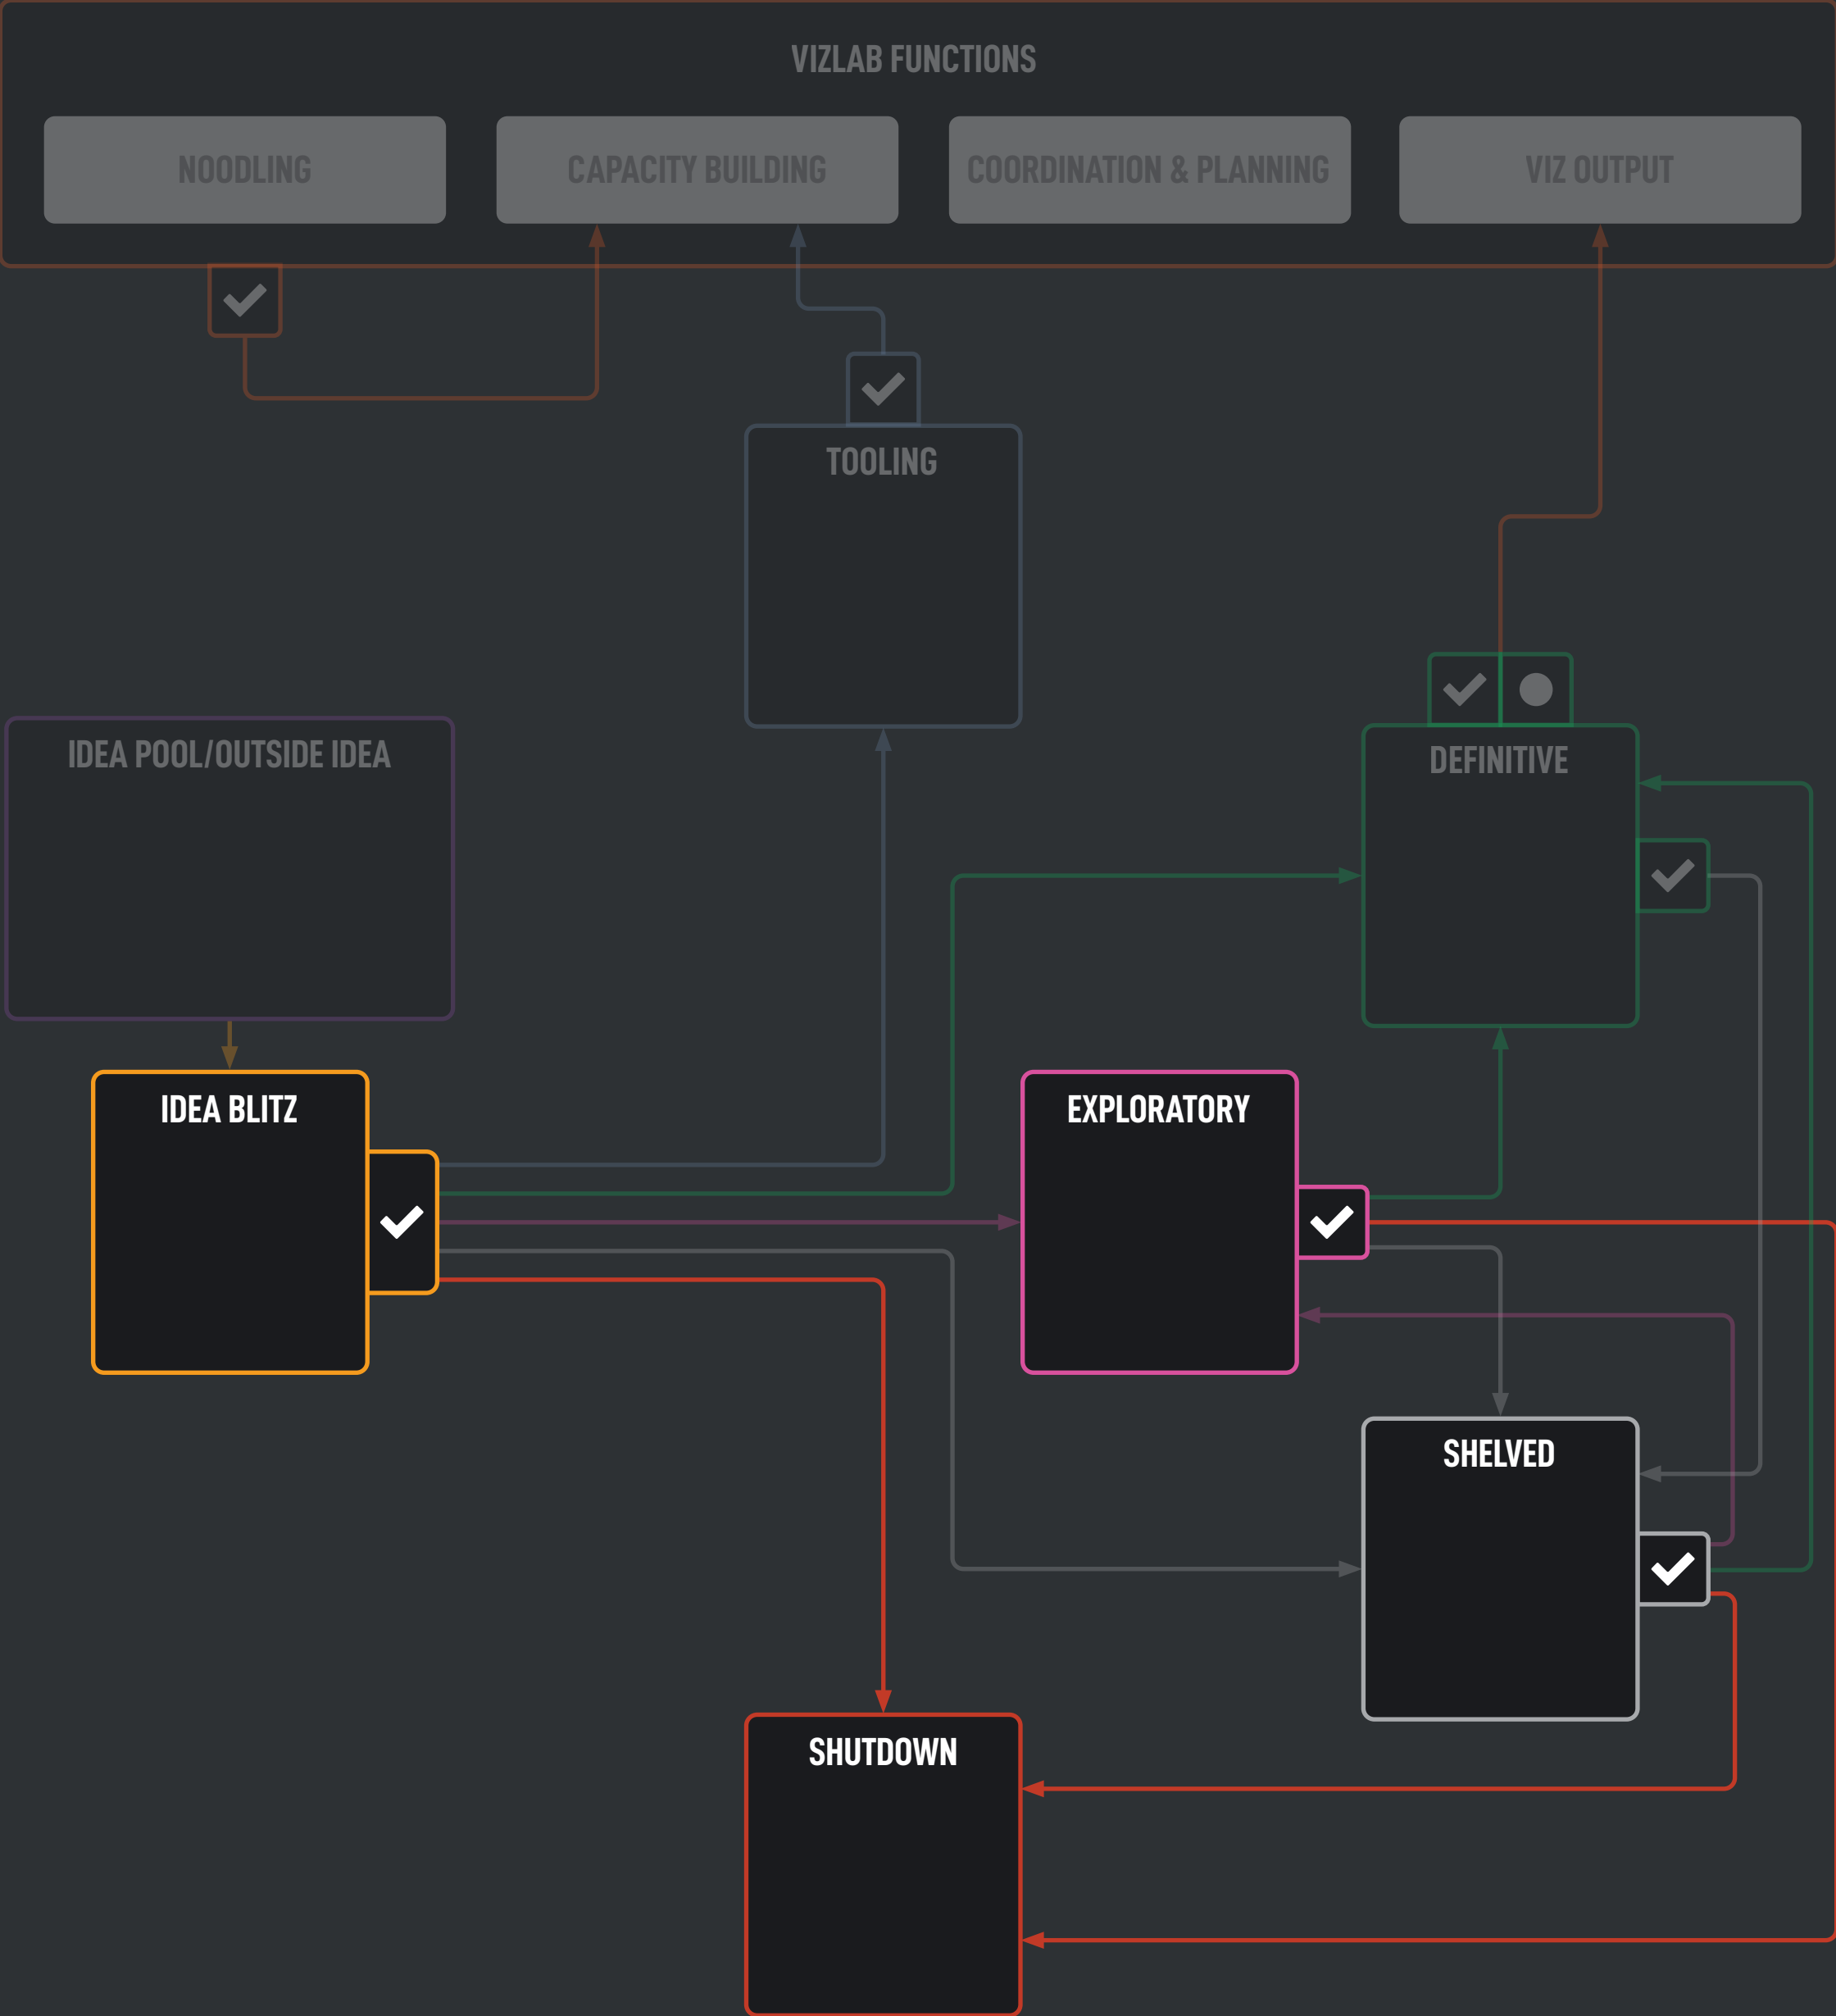 VIZLAB FUNCTIONS
NOODLING
CAPACITY BUILDING
COORDINATION & PLANNING
VIZ OUTPUT
TOOLING
IDEA POOL/OUTSIDE IDEA
DEFINITIVE
IDEA BLITZ
EXPLORATORY
SHELVED
SHUTDOWN